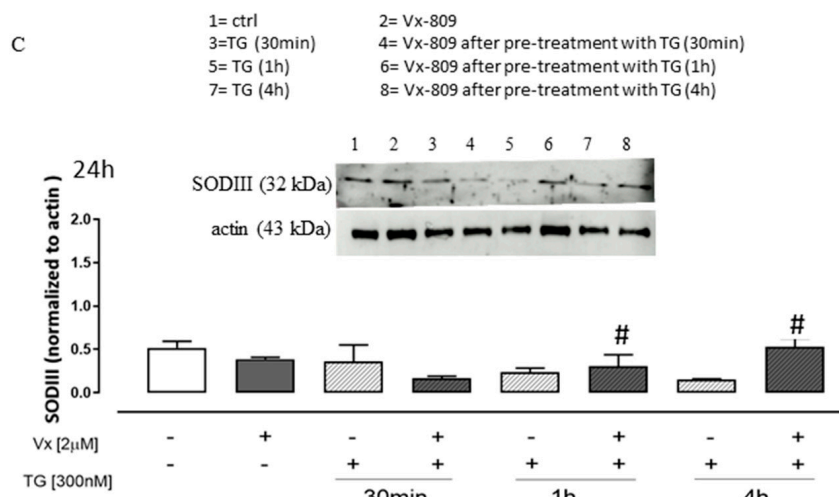 1= ctrl 2= Vx-809
C
3=TG (30min) 4= Vx-809 after pre-treatment with TG (30min)
5= TG (1h) 6= Vx-809 after pre-treatment with TG (1h)
7= TG (4h) 8= Vx-809 after pre-treatment with TG (4h)
1 2 3 4 5 6 7 8
24h
SODIII (32 kDa)
actin (43 kDa)
SODIII (normalized to actin)
2.0
1.5
1.0
0.5
0.0
# #
Vx [2μM] - + - + - + - +
TG [300nM] - - + + + + + +
30min 1h 4h